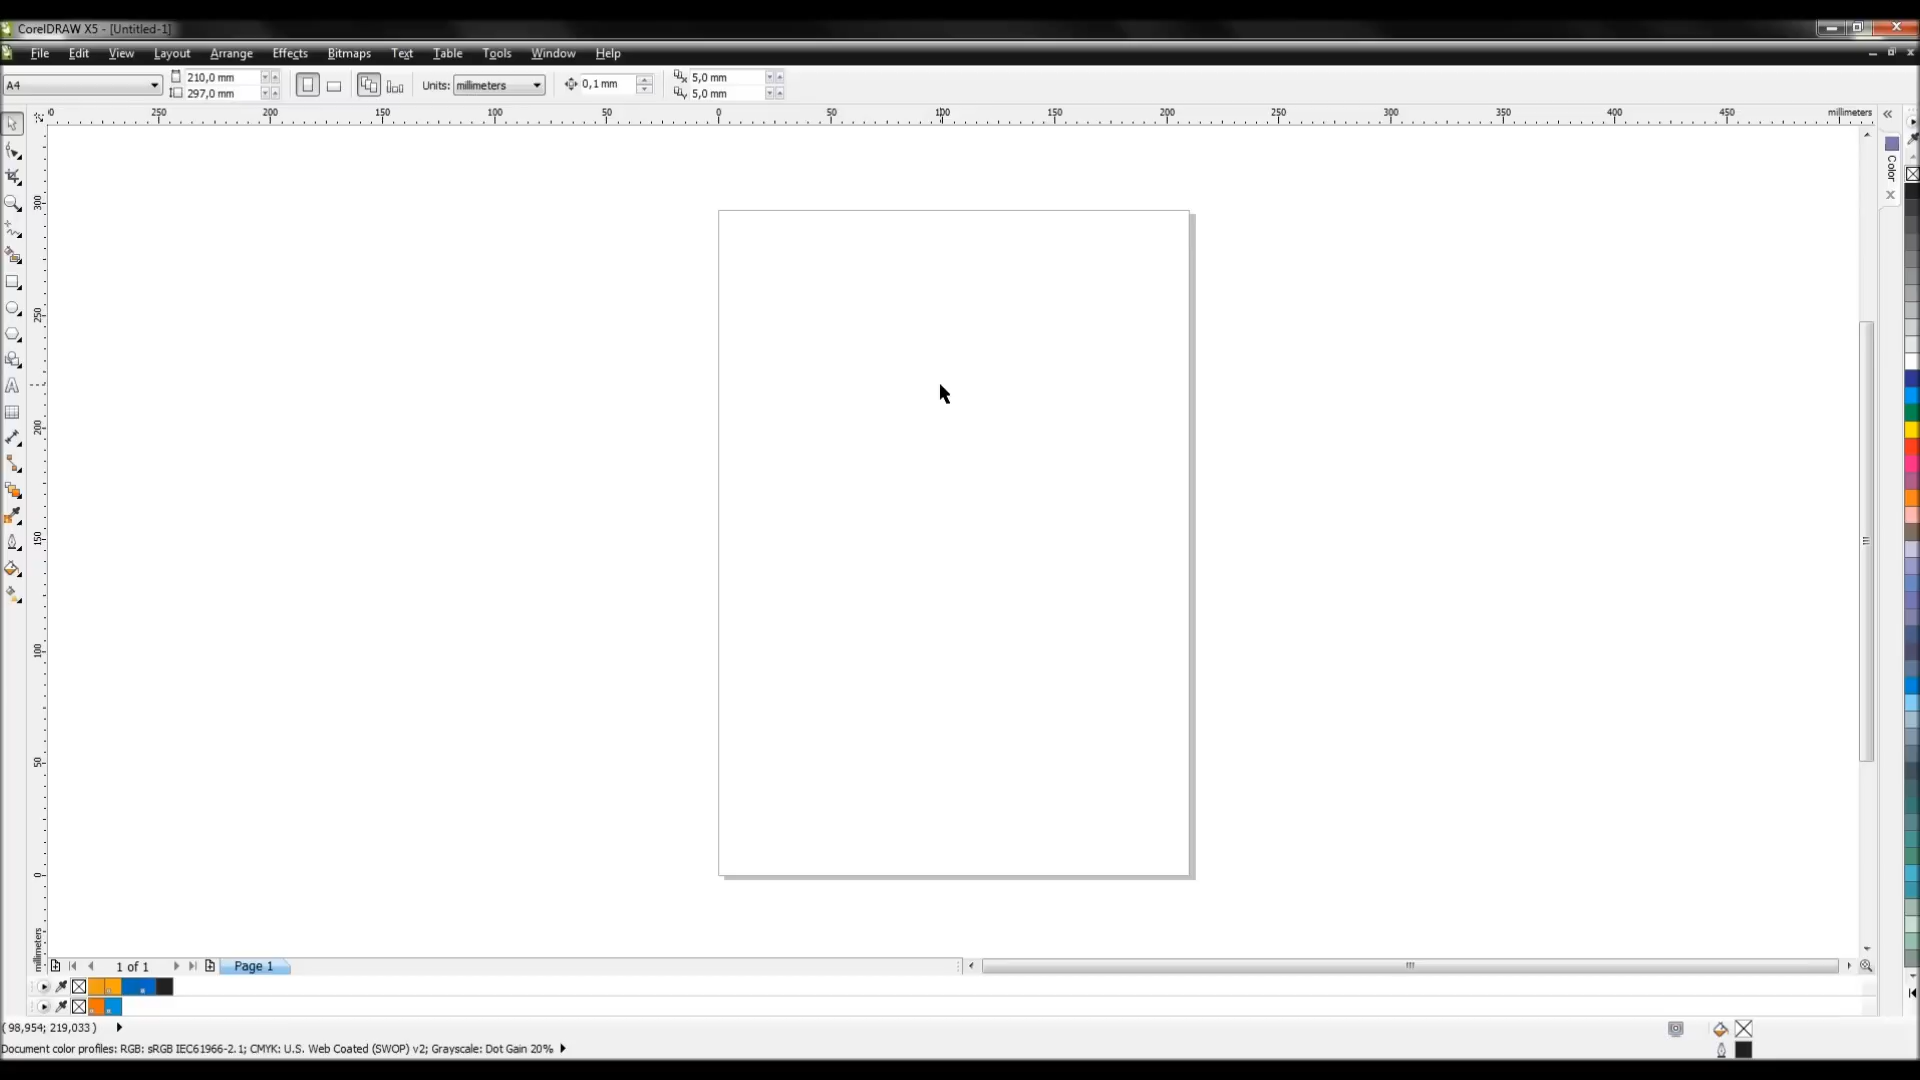 CorelDRAW X5 - [Untitled-1]
File Edit View Layout Arrange Effects Bitmaps Text Table Tools Window Help
A4
210,0 mm
297,0 mm
Units: millimeters
0,1 mm
5,0 mm
5,0 mm
0 250 200 150 100 50 0 50 100 150 200 250 300 350 400 450 millimeters
300
250
200
150
100
50
0
millimeters
Color
1 of 1
Page 1
( 98,954; 219,033 )
Document color profiles: RGB: sRGB IEC61966-2.1; CMYK: U.S. Web Coated (SWOP) v2; Grayscale: Dot Gain 20%